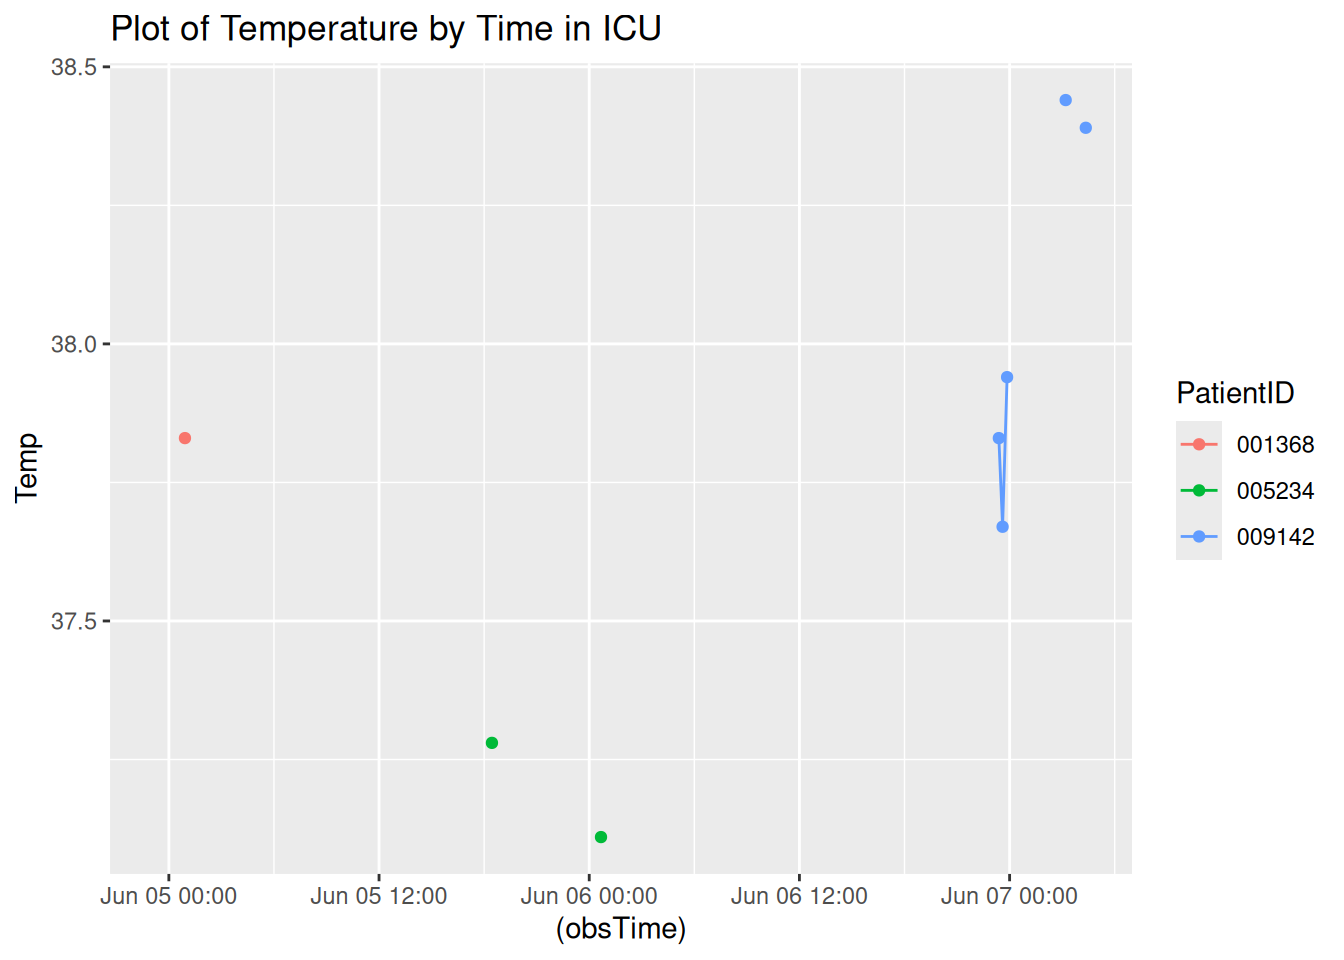 Plot of Temperature by Time in ICU
38.5
38.0
37.5
Temp
Jun 05 00:00 Jun 05 12:00 Jun 06 00:00 Jun 06 12:00 Jun 07 00:00
(obsTime)
PatientID
001368
005234
009142